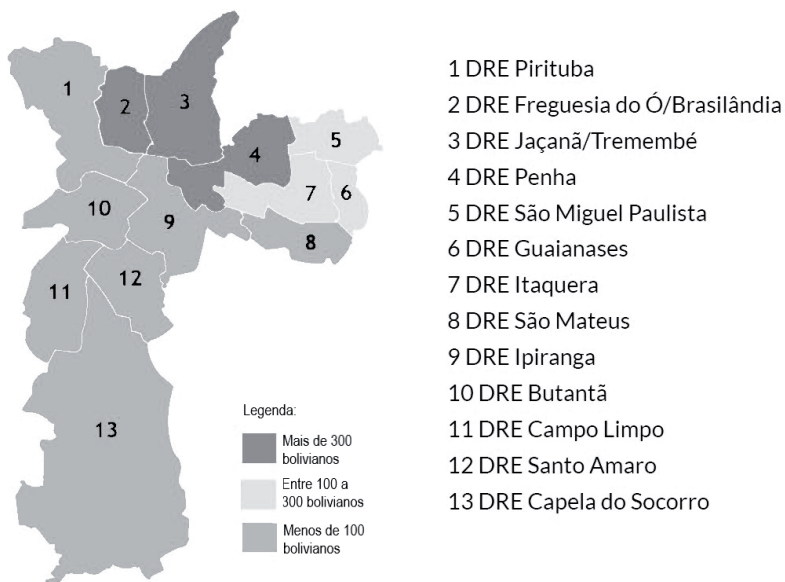 1
2
3
4
5
6
7
8
9
10
11
12
13
Legenda:
Mais de 300
bolivianos
Entre 100 a
300 bolivianos
Menos de 100
bolivianos
1 DRE Pirituba
2 DRE Freguesia do Ó/Brasilândia
3 DRE Jaçanã/Tremembé
4 DRE Penha
5 DRE São Miguel Paulista
6 DRE Guaianases
7 DRE Itaquera
8 DRE São Mateus
9 DRE Ipiranga
10 DRE Butantã
11 DRE Campo Limpo
12 DRE Santo Amaro
13 DRE Capela do Socorro